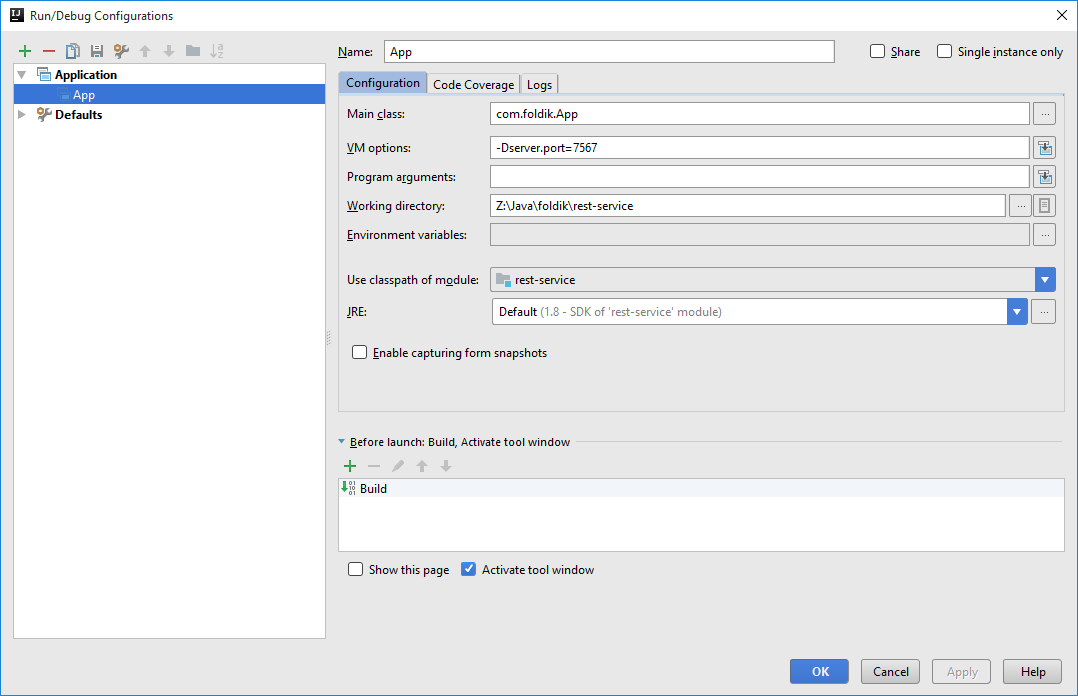 Run/Debug Configurations
Name: App
Share
Single instance only
Application
App
Defaults
Configuration Code Coverage Logs
Main class: com.foldik.App ...
VM options: -Dserver.port=7567
Program arguments:
Working directory: Z:\Java\foldik\rest-service ...
Environment variables: ...
Use classpath of module: rest-service
JRE: Default (1.8 - SDK of 'rest-service' module) ...
Enable capturing form snapshots
Before launch: Build, Activate tool window
Build
Show this page Activate tool window
OK Cancel Apply Help